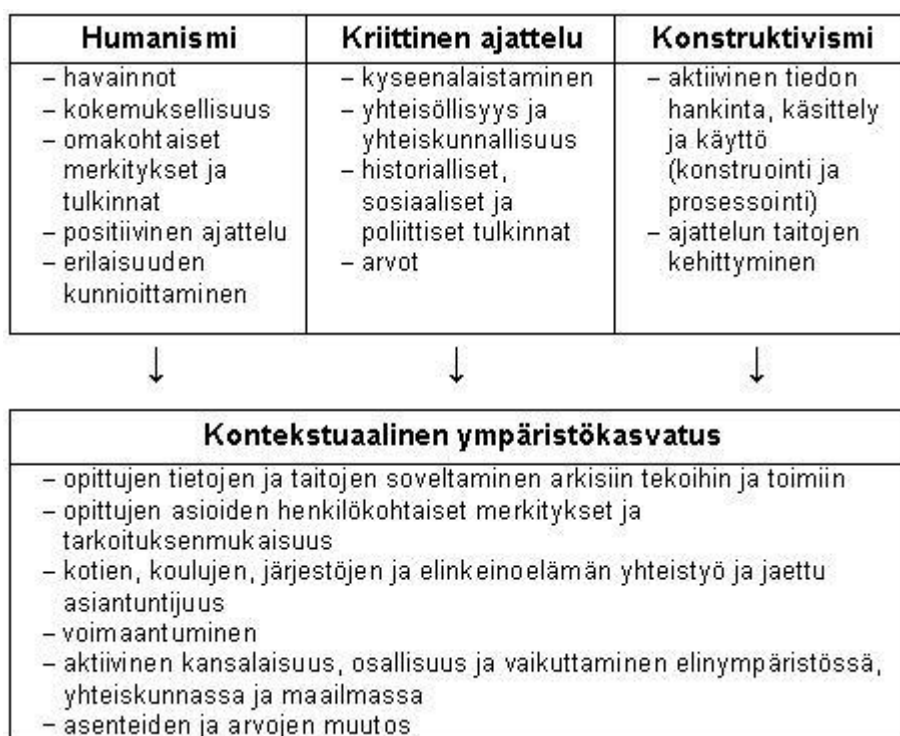 Humanismi
– havainnot
– kokemuksellisuus
– omakohtaiset
merkitykset ja
tulkinnat
– positiivinen ajattelu
– erilaisuuden
kunnioittaminen
Kriittinen ajattelu
– kyseenalaistaminen
– yhteisöllisyys ja
yhteiskunnallisuus
– historialliset,
sosiaaliset ja
poliittiset tulkinnat
– arvot
Konstruktivismi
– aktiivinen tiedon
hankinta, käsittely
ja käyttö
(konstruointi ja
prosessointi)
– ajattelun taitojen
kehittyminen
↓ ↓ ↓
Kontekstuaalinen ympäristökasvatus
– opittujen tietojen ja taitojen soveltaminen arkisiin tekoihin ja toimiin
– opittujen asioiden henkilökohtaiset merkitykset ja
tarkoituksenmukaisuus
– kotien, koulujen, järjestöjen ja elinkeinoelämän yhteistyö ja jaettu
asiantuntijuus
– voimaantuminen
– aktiivinen kansalaisuus, osallisuus ja vaikuttaminen elinympäristössä,
yhteiskunnassa ja maailmassa
– asenteiden ja arvojen muutos